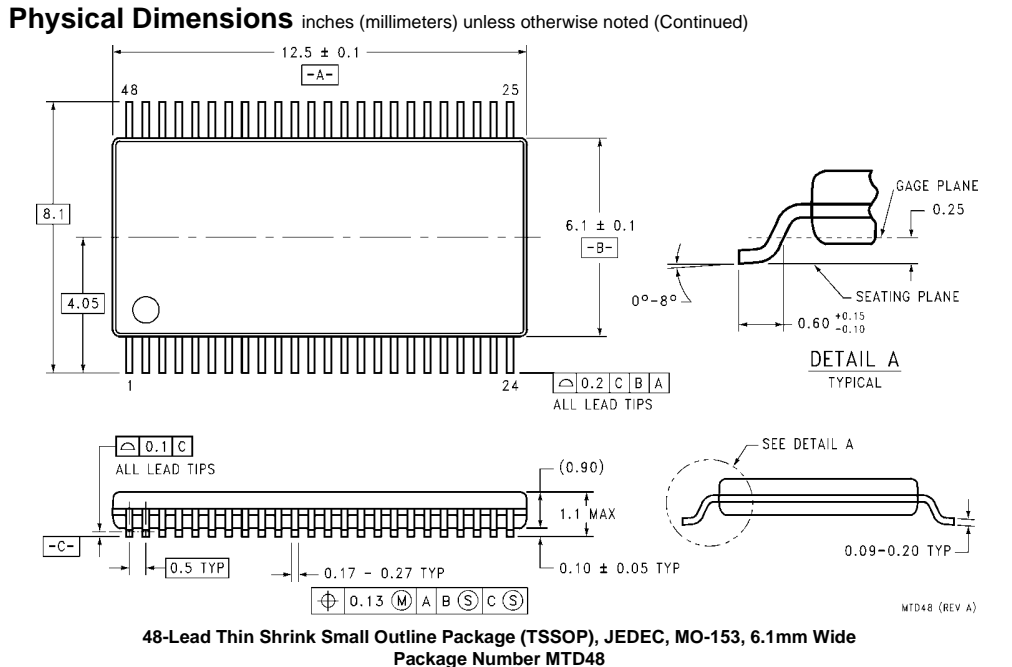 Physical Dimensions inches (millimeters) unless otherwise noted (Continued)
12.5 ± 0.1
-A-
48
25
8.1
4.05
6.1 ± 0.1
-B-
1
24
⌓ 0.2 C B A
ALL LEAD TIPS
GAGE PLANE
0.25
0°-8°
SEATING PLANE
0.60 +0.15 -0.10
DETAIL A
TYPICAL
⌓ 0.1 C
ALL LEAD TIPS
(0.90)
1.1 MAX
-C-
0.5 TYP
0.17 - 0.27 TYP
0.10 ± 0.05 TYP
⌖ 0.13 Ⓜ A B Ⓢ C Ⓢ
SEE DETAIL A
0.09-0.20 TYP
MTD48 (REV A)
48-Lead Thin Shrink Small Outline Package (TSSOP), JEDEC, MO-153, 6.1mm Wide
Package Number MTD48